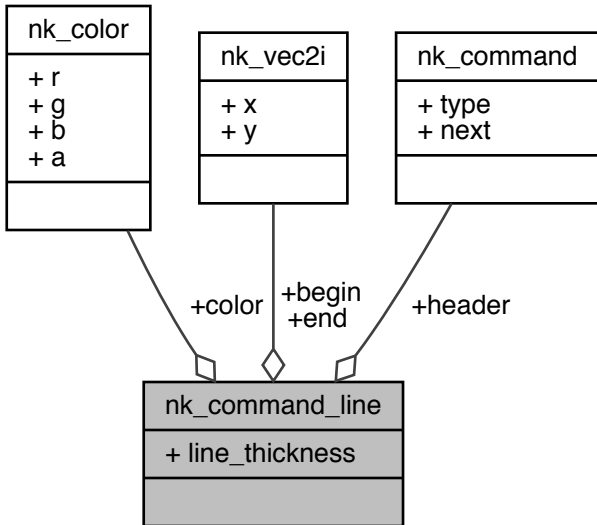 nk_color
+ r
+ g
+ b
+ a
nk_vec2i
+ x
+ y
nk_command
+ type
+ next
+color
+begin
+end
+header
nk_command_line
+ line_thickness